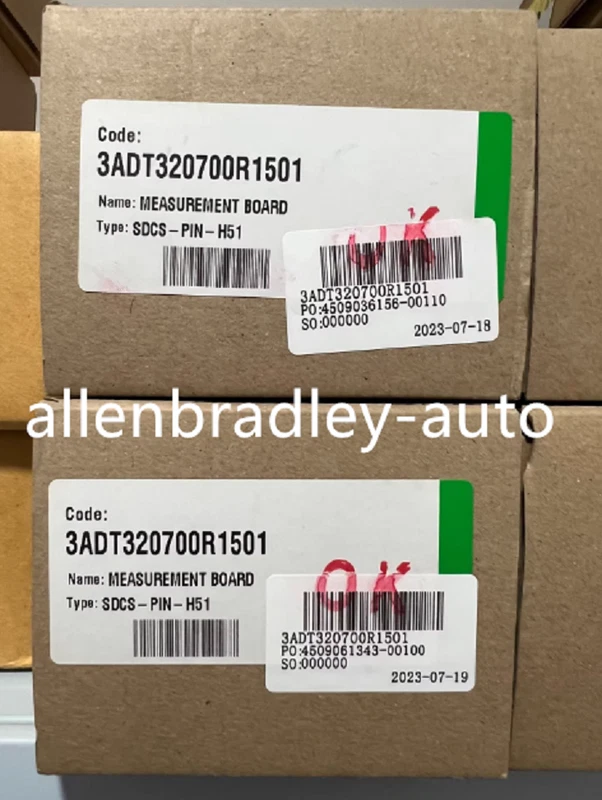 Code:
3ADT320700R1501
Name: MEASUREMENT BOARD
Type: SDCS-PIN-H51
OK
3ADT320700R1501
PO:4509036156-00110
SO:000000
2023-07-18
allenbradley-auto
Code:
3ADT320700R1501
Name: MEASUREMENT BOARD
Type: SDCS-PIN-H51
OK
3ADT320700R1501
PO:4509061343-00100
SO:000000
2023-07-19